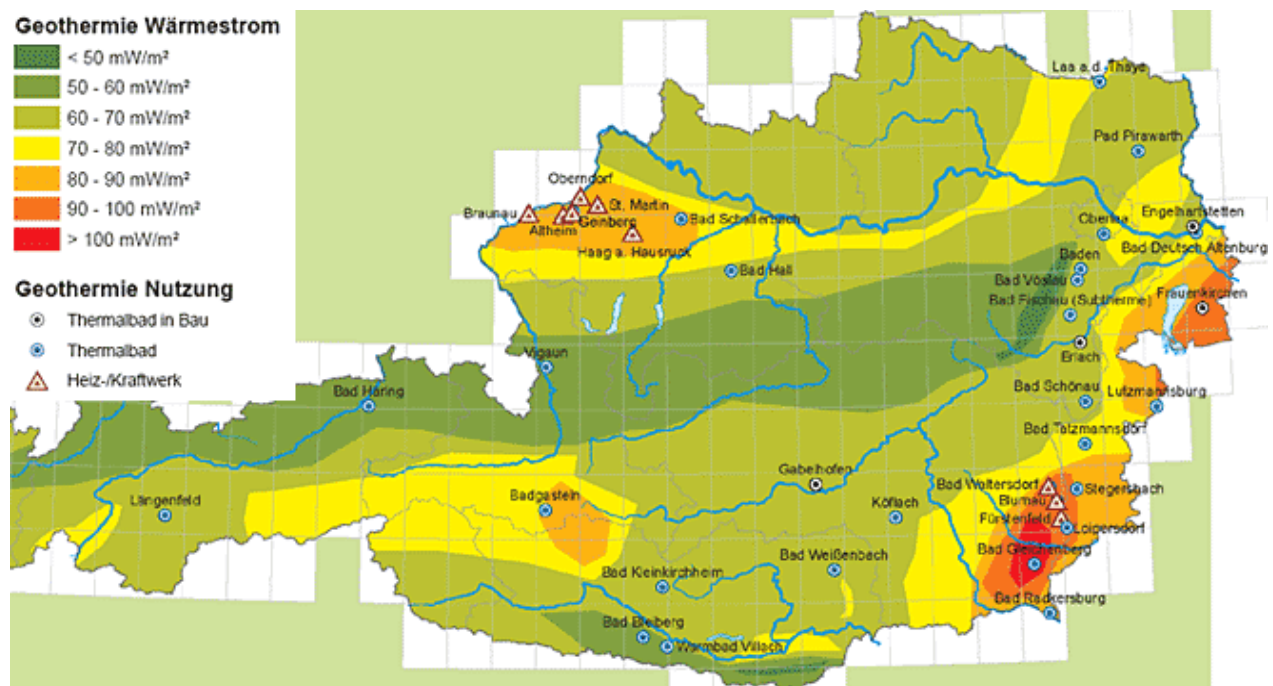 Geothermie Wärmestrom
< 50 mW/m²
50 - 60 mW/m²
60 - 70 mW/m²
70 - 80 mW/m²
80 - 90 mW/m²
90 - 100 mW/m²
> 100 mW/m²
Geothermie Nutzung
Thermalbad in Bau
Thermalbad
Heiz-/Kraftwerk
Laa a.d. Thaya
Pad Pirawarth
Oberndorf
Braunau
St. Martin
Altheim
Geinberg
Haag a. Hausruck
Bad Schallerbach
Bad Hall
Oberlaa
Engelhartstetten
Bad Deutsch Altenburg
Baden
Bad Vöslau
Bad Fischau (Subtherme)
Frauenkirchen
Erlach
Vigaun
Bad Häring
Bad Schönau
Lutzmannsburg
Bad Tatzmannsdorf
Längenfeld
Badgastein
Gabelhofen
Köflach
Bad Waltersdorf
Stegersbach
Blumau
Fürstenfeld
Loipersdorf
Bad Gleichenberg
Bad Weißenbach
Bad Kleinkirchheim
Bad Radkersburg
Bad Bleiberg
Warmbad Villach